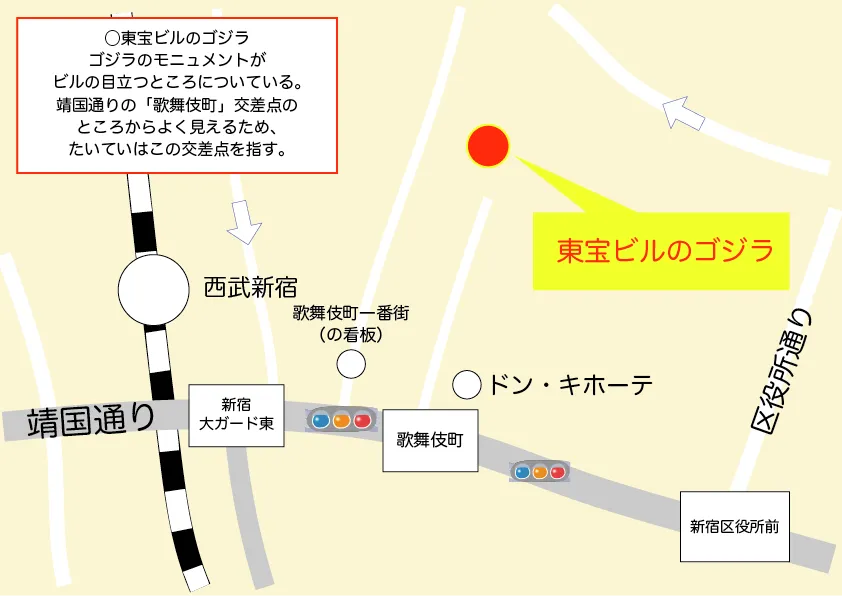 〇東宝ビルのゴジラ
ゴジラのモニュメントが
ビルの目立つところについている。
靖国通りの「歌舞伎町」交差点の
ところからよく見えるため、
たいていはこの交差点を指す。
東宝ビルのゴジラ
西武新宿
歌舞伎町一番街
（の看板）
区役所通り
ドン・キホーテ
靖国通り
新宿
大ガード東
歌舞伎町
新宿区役所前